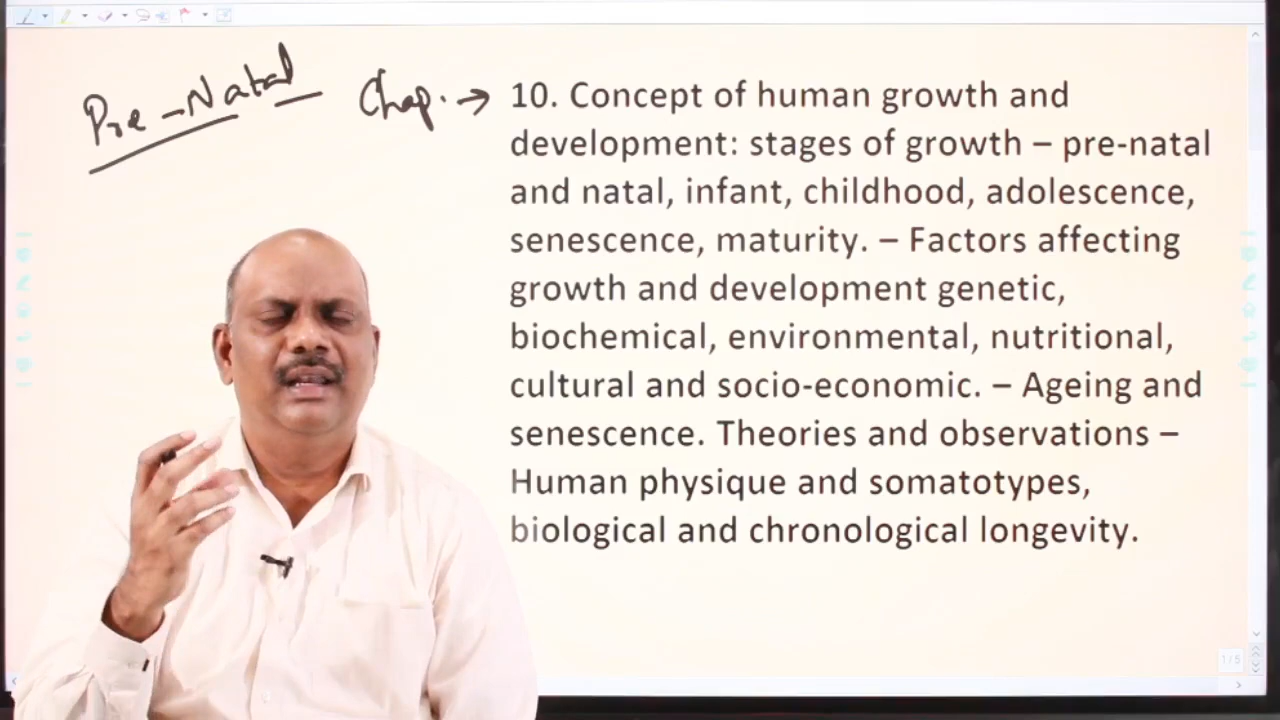 Pre-Natal
Chap. → 10. Concept of human growth and
development: stages of growth – pre-natal
and natal, infant, childhood, adolescence,
senescence, maturity. – Factors affecting
growth and development genetic,
biochemical, environmental, nutritional,
cultural and socio-economic. – Ageing and
senescence. Theories and observations –
Human physique and somatotypes,
biological and chronological longevity.
1/5